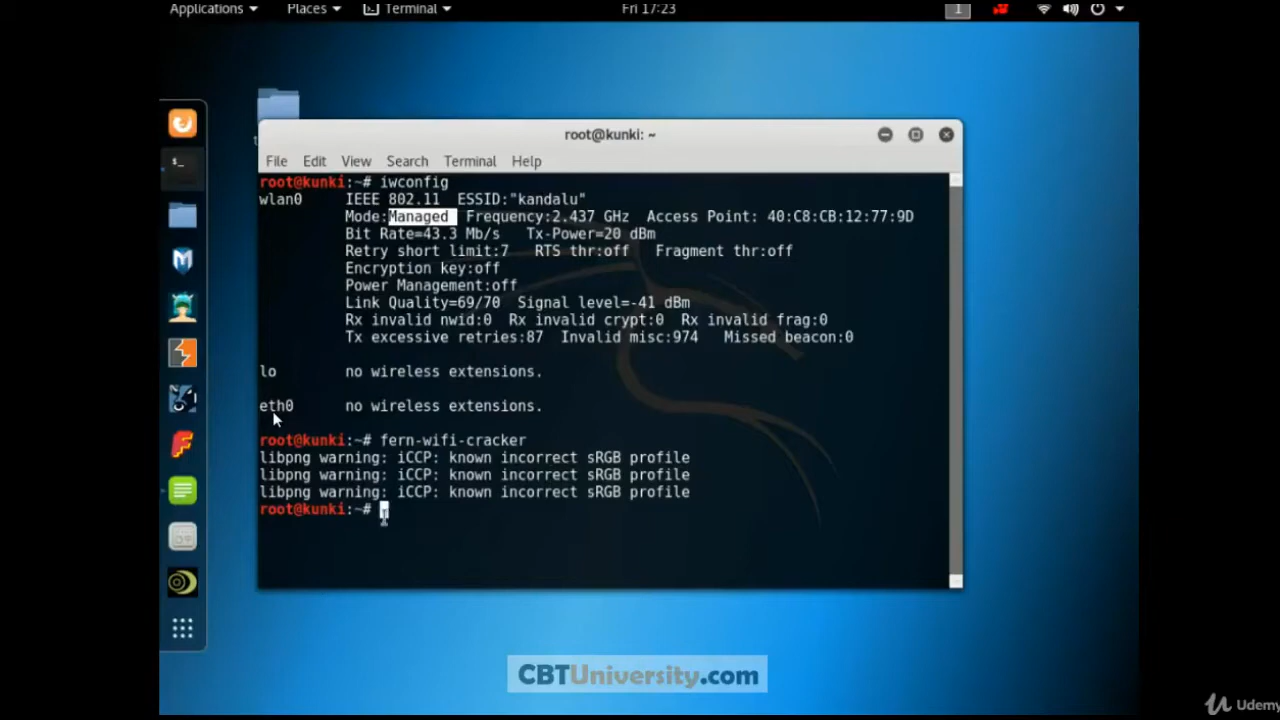 Applications Places Terminal Fri 17:23 1
root@kunki: ~
File Edit View Search Terminal Help
root@kunki:~# iwconfig
wlan0 IEEE 802.11 ESSID:"kandalu"
Mode:Managed Frequency:2.437 GHz Access Point: 40:C8:CB:12:77:9D
Bit Rate=43.3 Mb/s Tx-Power=20 dBm
Retry short limit:7 RTS thr:off Fragment thr:off
Encryption key:off
Power Management:off
Link Quality=69/70 Signal level=-41 dBm
Rx invalid nwid:0 Rx invalid crypt:0 Rx invalid frag:0
Tx excessive retries:87 Invalid misc:974 Missed beacon:0
lo no wireless extensions.
eth0 no wireless extensions.
root@kunki:~# fern-wifi-cracker
libpng warning: iCCP: known incorrect sRGB profile
libpng warning: iCCP: known incorrect sRGB profile
libpng warning: iCCP: known incorrect sRGB profile
root@kunki:~#
CBTUniversity.com
Udemy